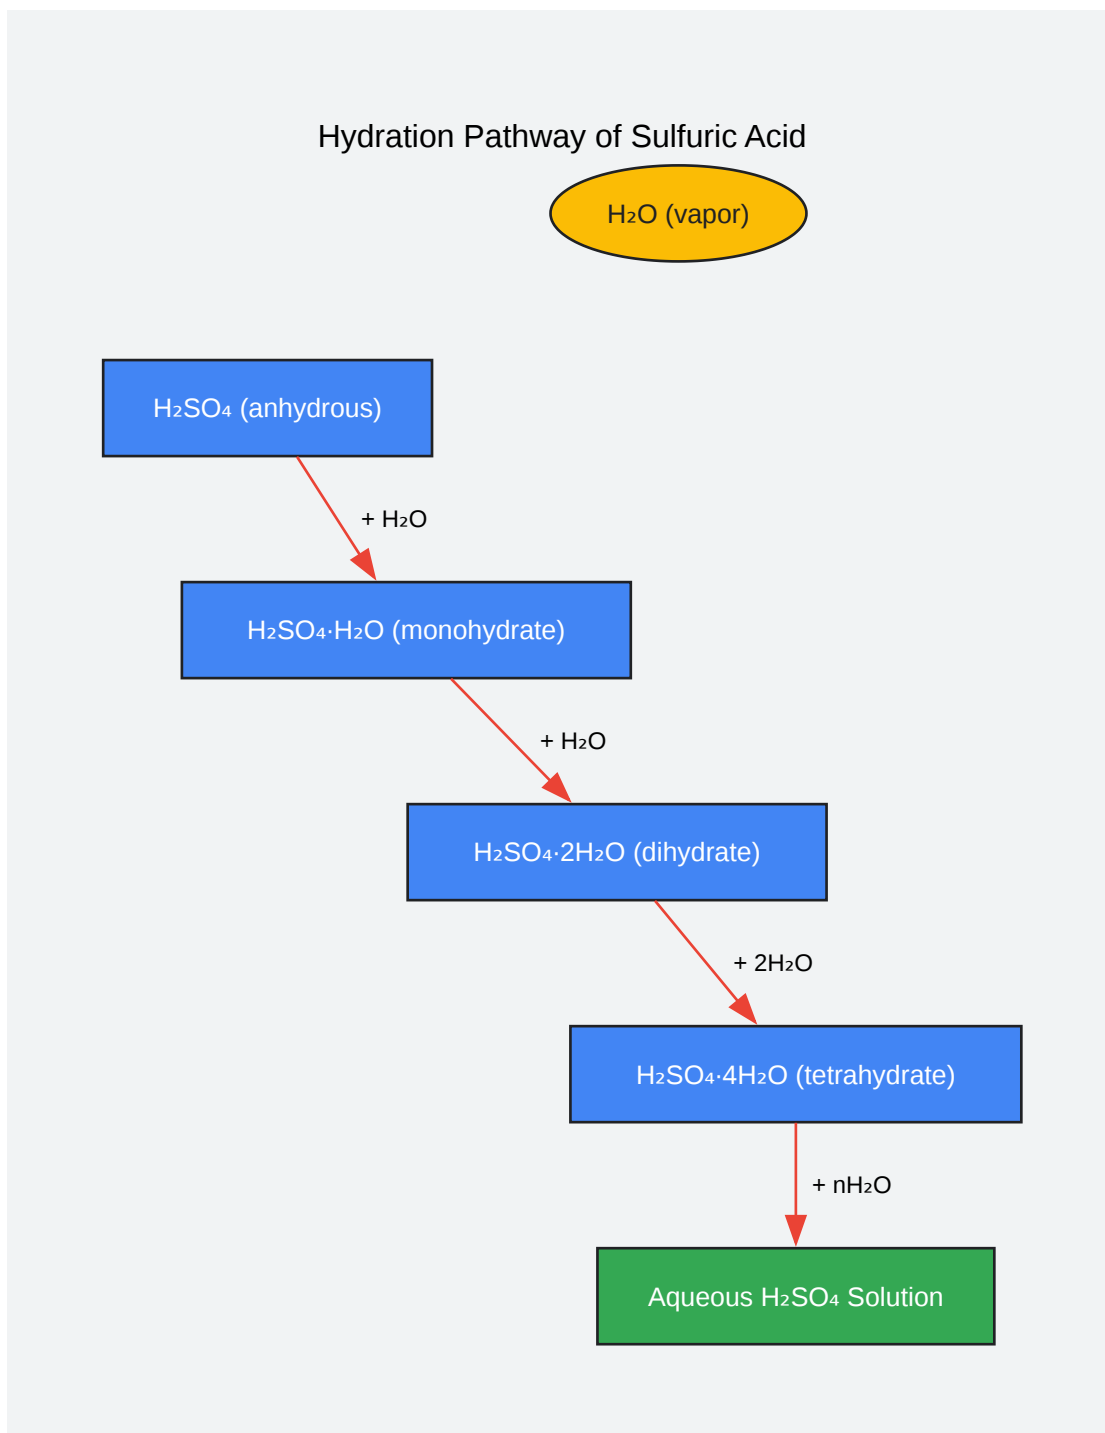 Hydration Pathway of Sulfuric Acid
H₂O (vapor)
H₂SO₄ (anhydrous)
+ H₂O
H₂SO₄·H₂O (monohydrate)
+ H₂O
H₂SO₄·2H₂O (dihydrate)
+ 2H₂O
H₂SO₄·4H₂O (tetrahydrate)
+ nH₂O
Aqueous H₂SO₄ Solution